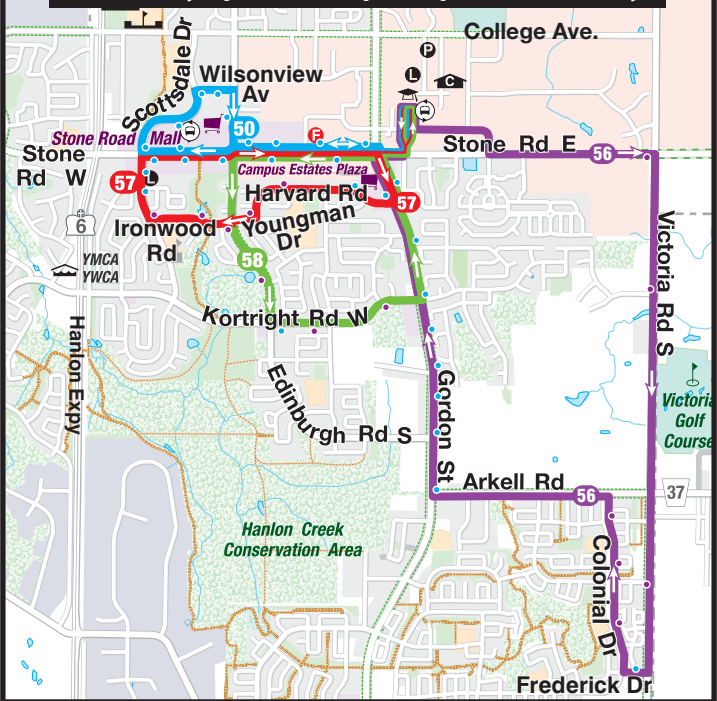 College Ave.
P
L
C
Scottsdale Dr
Wilsonview
Av
50
F
Stone Road Mall
Stone
Rd W
Stone Rd E
56
Campus Estates Plaza
57
L
Harvard Rd
57
Ironwood
Rd
Youngman
Dr
6
58
YMCA
YWCA
Victoria Rd S
Kortright Rd W
Hanlon Expy
Edinburgh Rd S
Gordon St
Victoria
Golf
Course
Arkell Rd
56
37
Hanlon Creek
Conservation Area
Colonial Dr
Frederick Dr